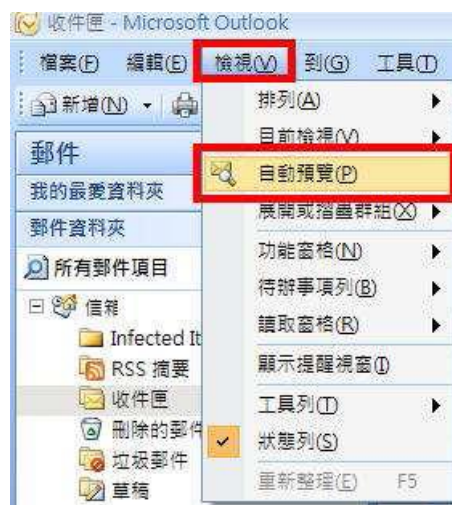 收件匣 - Microsoft Outlook
檔案(F) 編輯(E) 檢視(V) 到(G) 工具(T)
新增(N)
排列(A)
目前檢視(V)
自動預覽(P)
展開或摺疊群組(X)
功能窗格(N)
待辦事項列(B)
讀取窗格(R)
顯示提醒視窗(I)
工具列(T)
狀態列(S)
重新整理(E) F5
郵件
我的最愛資料夾
郵件資料夾
所有郵件項目
信箱
Infected It
RSS 摘要
收件匣
刪除的郵件
垃圾郵件
草稿